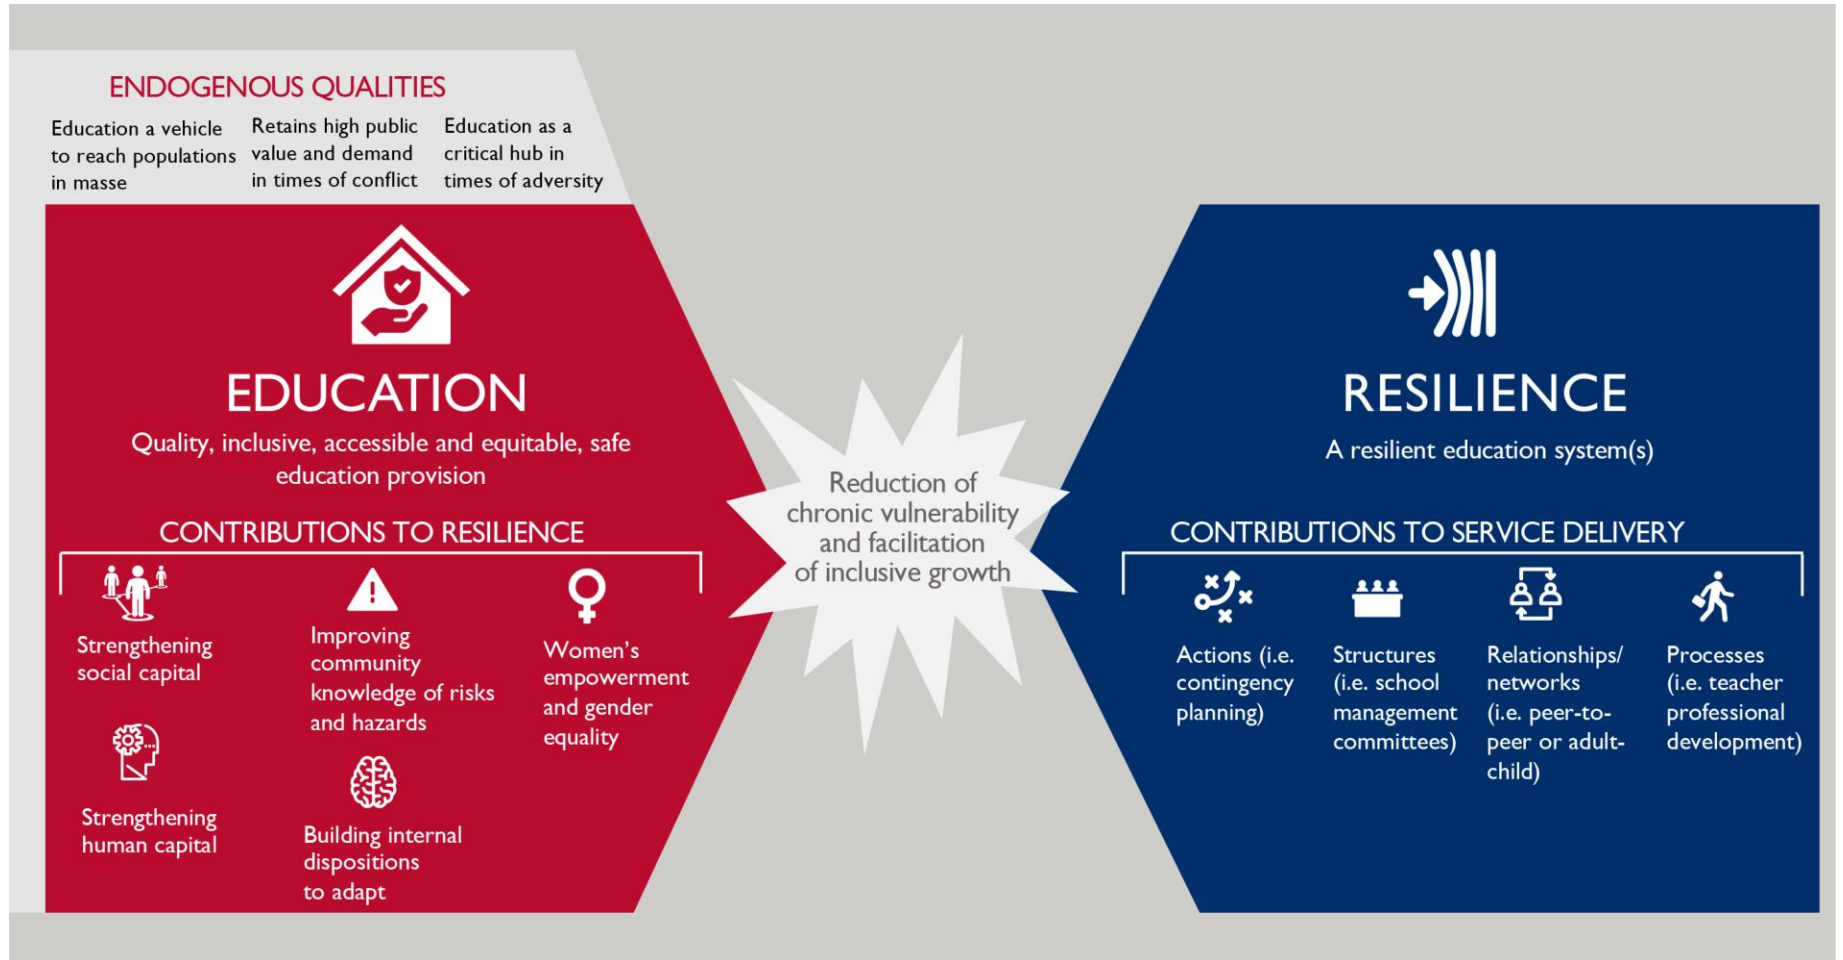 ENDOGENOUS QUALITIES
Education a vehicle
to reach populations
in masse
Retains high public
value and demand
in times of conflict
Education as a
critical hub in
times of adversity
EDUCATION
Quality, inclusive, accessible and equitable, safe
education provision
CONTRIBUTIONS TO RESILIENCE
Strengthening
social capital
Improving
community
knowledge of risks
and hazards
Women's
empowerment
and gender
equality
Strengthening
human capital
Building internal
dispositions
to adapt
Reduction of
chronic vulnerability
and facilitation
of inclusive growth
RESILIENCE
A resilient education system(s)
CONTRIBUTIONS TO SERVICE DELIVERY
Actions (i.e.
contingency
planning)
Structures
(i.e. school
management
committees)
Relationships/
networks
(i.e. peer-to-
peer or adult-
child)
Processes
(i.e. teacher
professional
development)